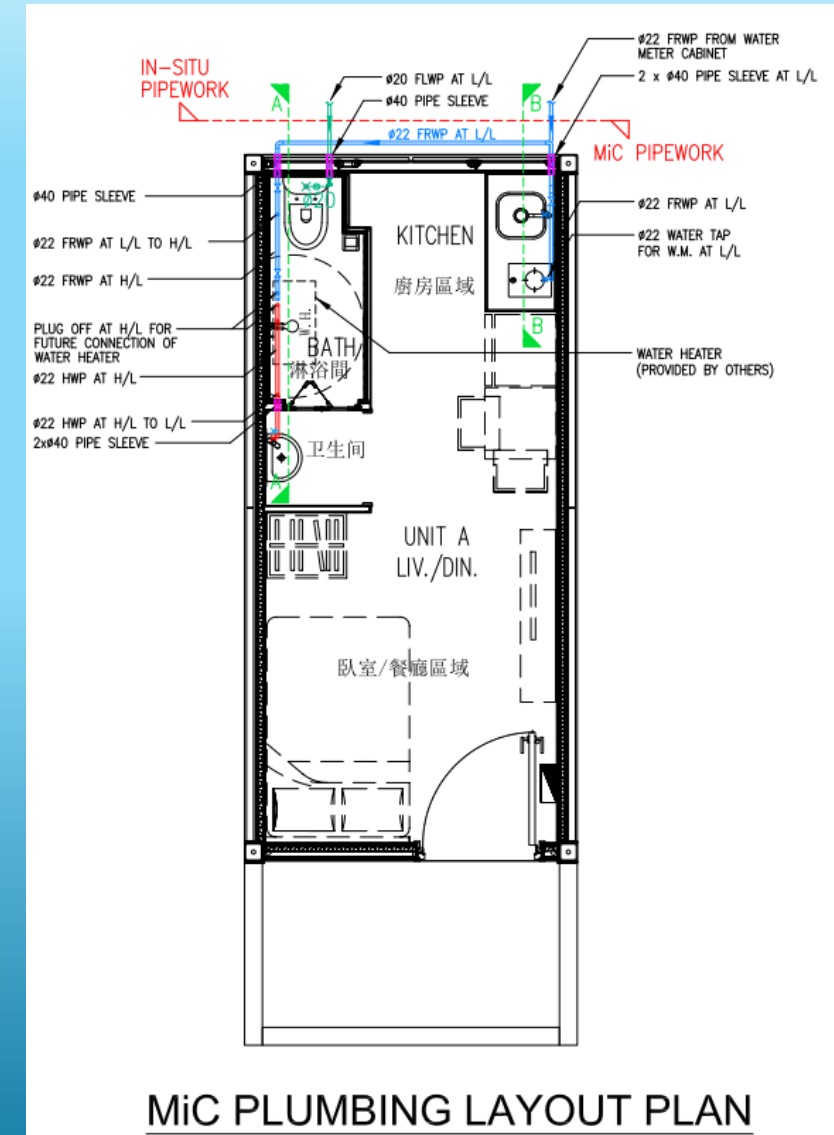 IN-SITU
PIPEWORK
ø22 FRWP FROM WATER
METER CABINET
ø20 FLWP AT L/L
2 x ø40 PIPE SLEEVE AT L/L
ø40 PIPE SLEEVE
A
B
ø22 FRWP AT L/L
MiC PIPEWORK
ø40 PIPE SLEEVE
ø20
ø22 FRWP AT L/L
KITCHEN
ø22 WATER TAP
FOR W.M. AT L/L
ø22 FRWP AT L/L TO H/L
ø22 FRWP AT H/L
廚房區域
PLUG OFF AT H/L FOR
FUTURE CONNECTION OF
WATER HEATER
W.H.
B
BATH/
淋浴間
WATER HEATER
(PROVIDED BY OTHERS)
ø22 HWP AT H/L
ø22 HWP AT H/L TO L/L
2xø40 PIPE SLEEVE
卫生间
A
UNIT A
LIV./DIN.
臥室/餐廳區域
MiC PLUMBING LAYOUT PLAN